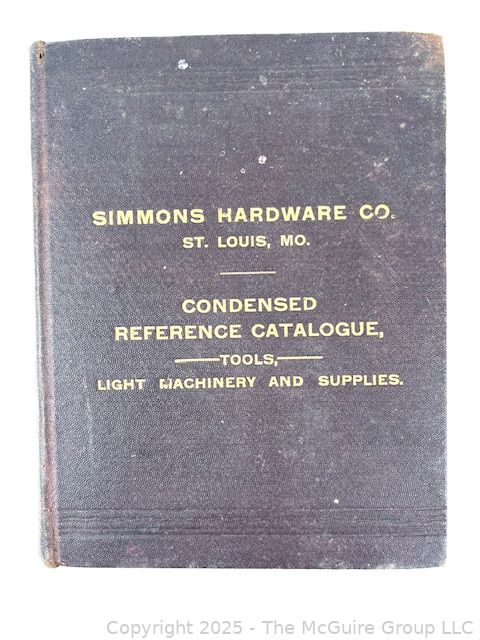 SIMMONS HARDWARE CO.
ST. LOUIS, MO.
CONDENSED
REFERENCE CATALOGUE,
TOOLS,
LIGHT MACHINERY AND SUPPLIES.
Copyright 2025 - The McGuire Group LLC